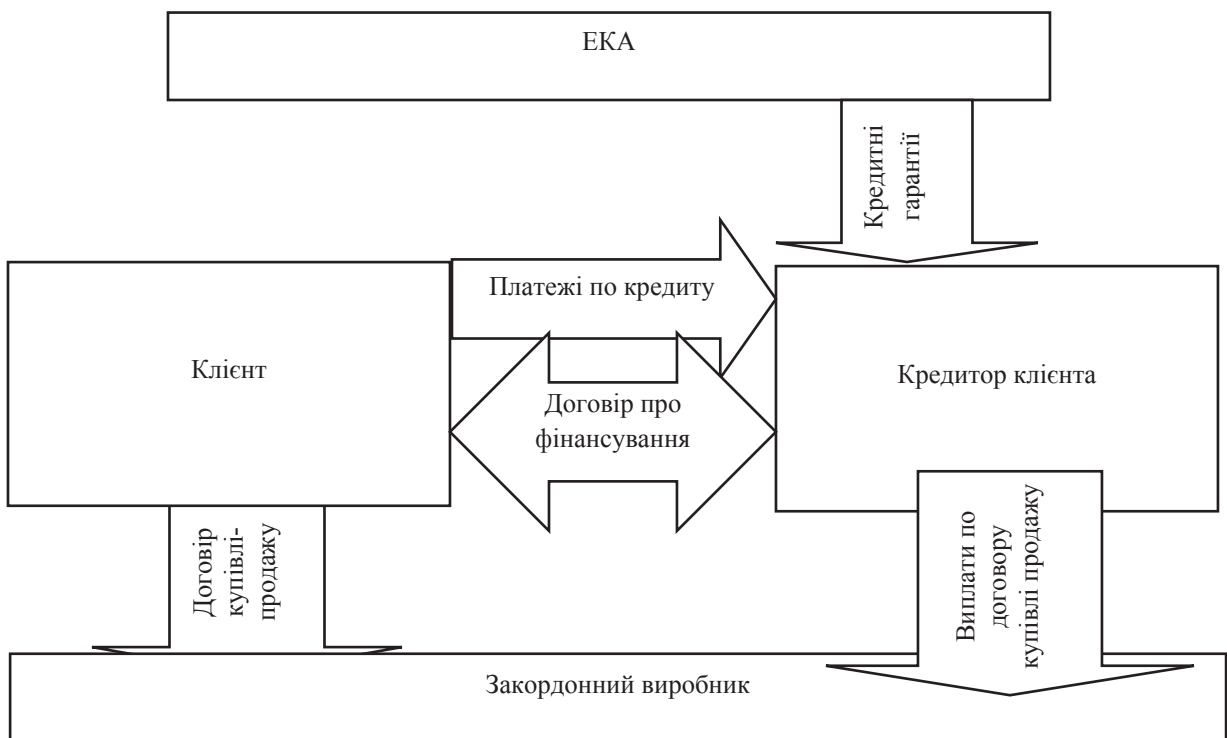 ЕКА
Кредитні
гарантії
Платежі по кредиту
Клієнт
Кредитор клієнта
Договір про
фінансування
Договір
купівлі-
продажу
Виплати по
договору
купівлі продажу
Закордонний виробник